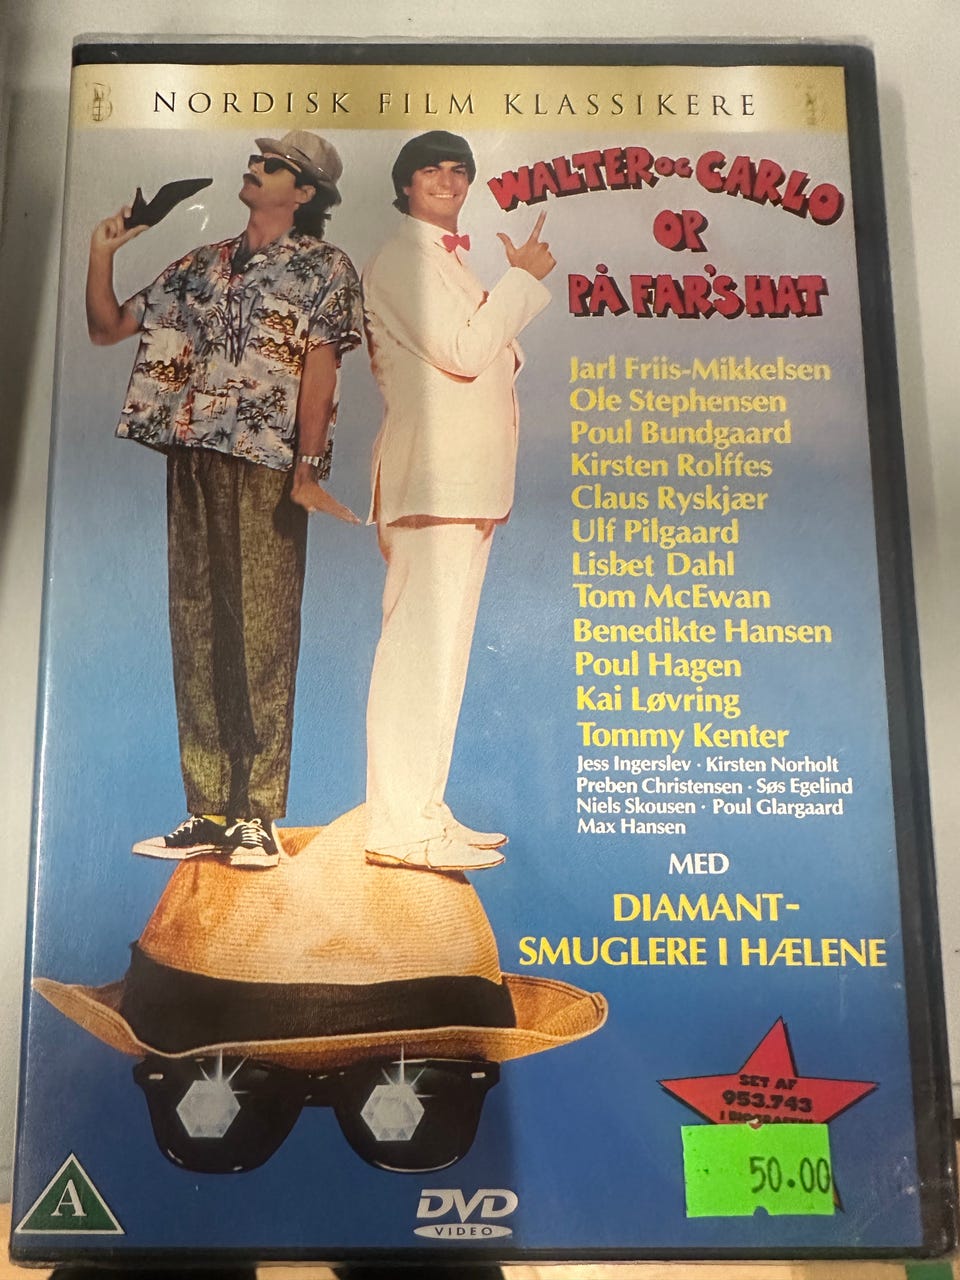 NORDISK FILM KLASSIKERE
WALTER OG CARLO
OP
PÅ FAR'S HAT
Jarl Friis-Mikkelsen
Ole Stephensen
Poul Bundgaard
Kirsten Rolffes
Claus Ryskjær
Ulf Pilgaard
Lisbet Dahl
Tom McEwan
Benedikte Hansen
Poul Hagen
Kai Løvring
Tommy Kenter
Jess Ingerslev · Kirsten Norholt
Preben Christensen · Søs Egelind
Niels Skousen · Poul Glargaard
Max Hansen
MED
DIAMANT-
SMUGLERE I HÆLENE
SET AF
953.743
I
50.00
A
DVD
VIDEO